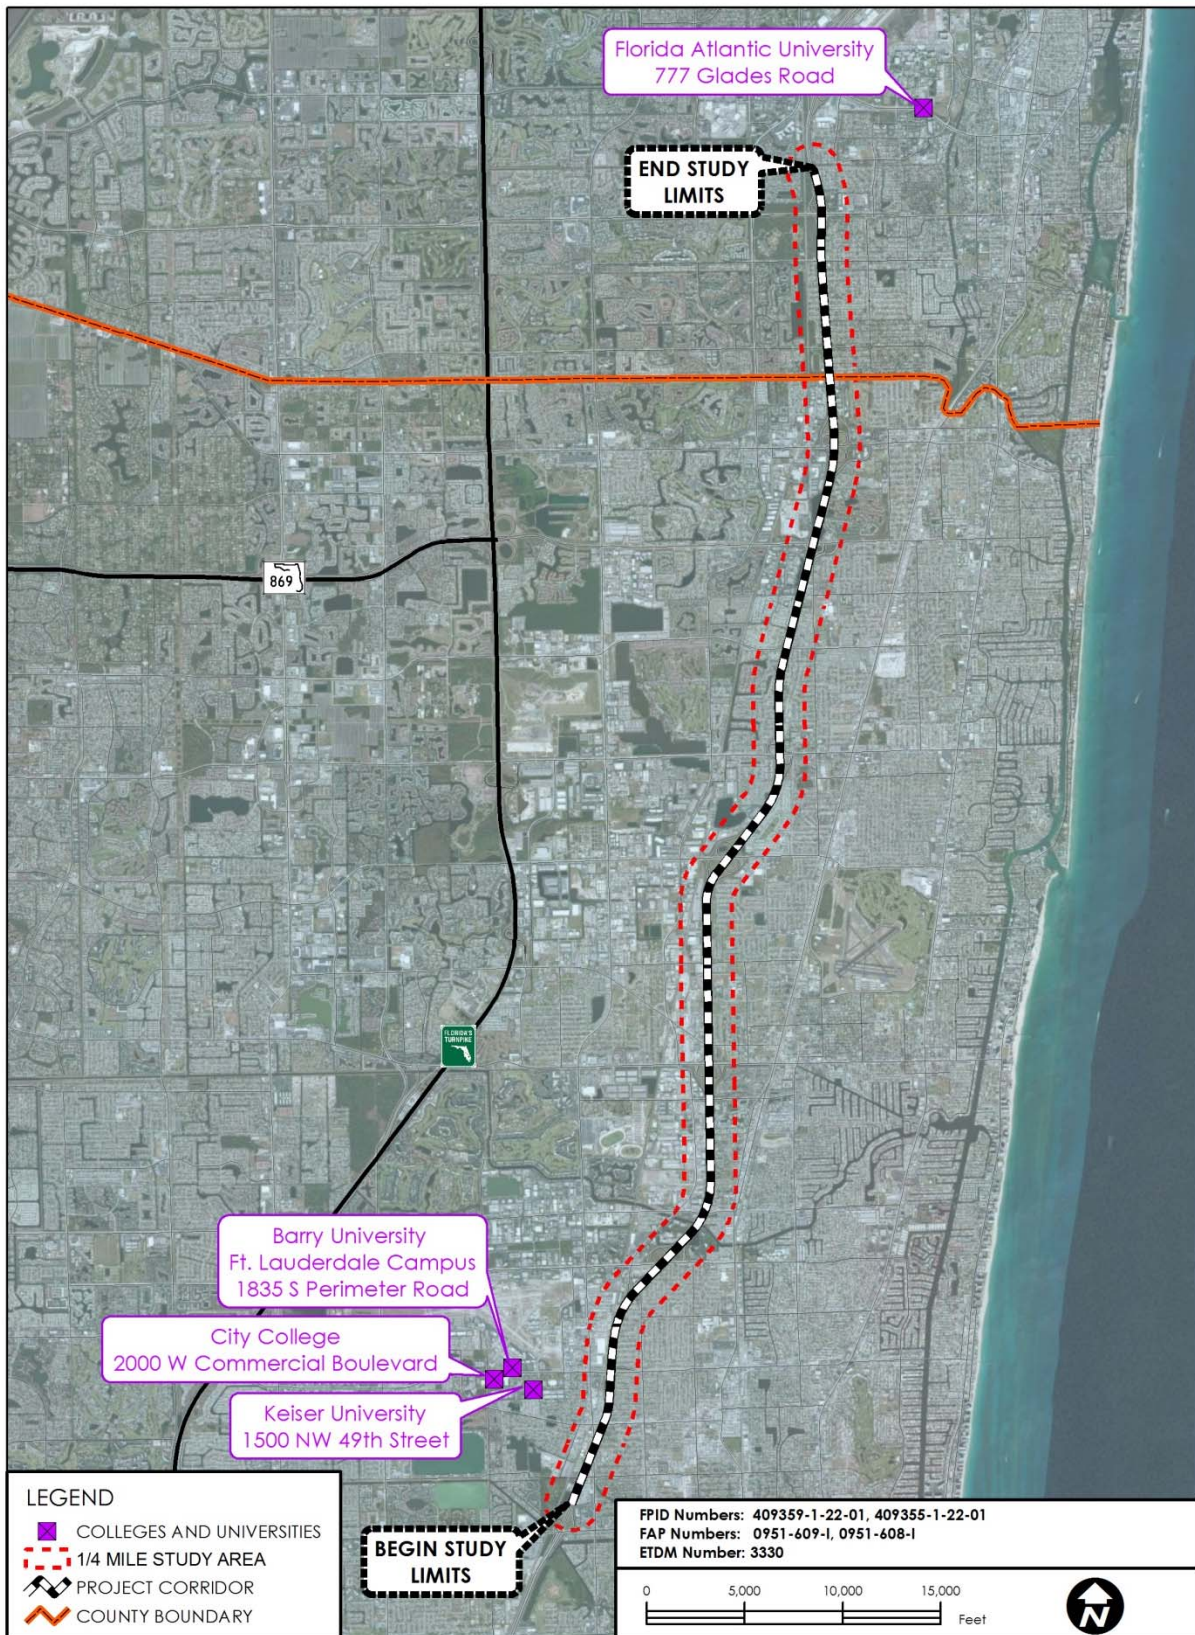 Florida Atlantic University
777 Glades Road
END STUDY
LIMITS
869
FLORIDA'S
TURNPIKE
Barry University
Ft. Lauderdale Campus
1835 S Perimeter Road
City College
2000 W Commercial Boulevard
Keiser University
1500 NW 49th Street
BEGIN STUDY
LIMITS
LEGEND
COLLEGES AND UNIVERSITIES
1/4 MILE STUDY AREA
PROJECT CORRIDOR
COUNTY BOUNDARY
FPID Numbers: 409359-1-22-01, 409355-1-22-01
FAP Numbers: 0951-609-I, 0951-608-I
ETDM Number: 3330
0 5,000 10,000 15,000
Feet
N